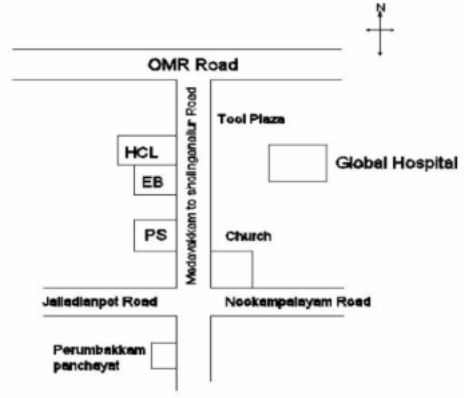 N
OMR Road
Medavakkam to sholinganallur Road
Tool Plaza
HCL
Global Hospital
EB
PS
Church
Jalladianpet Road
Nookampalayam Road
Perumbakkam
panchayat